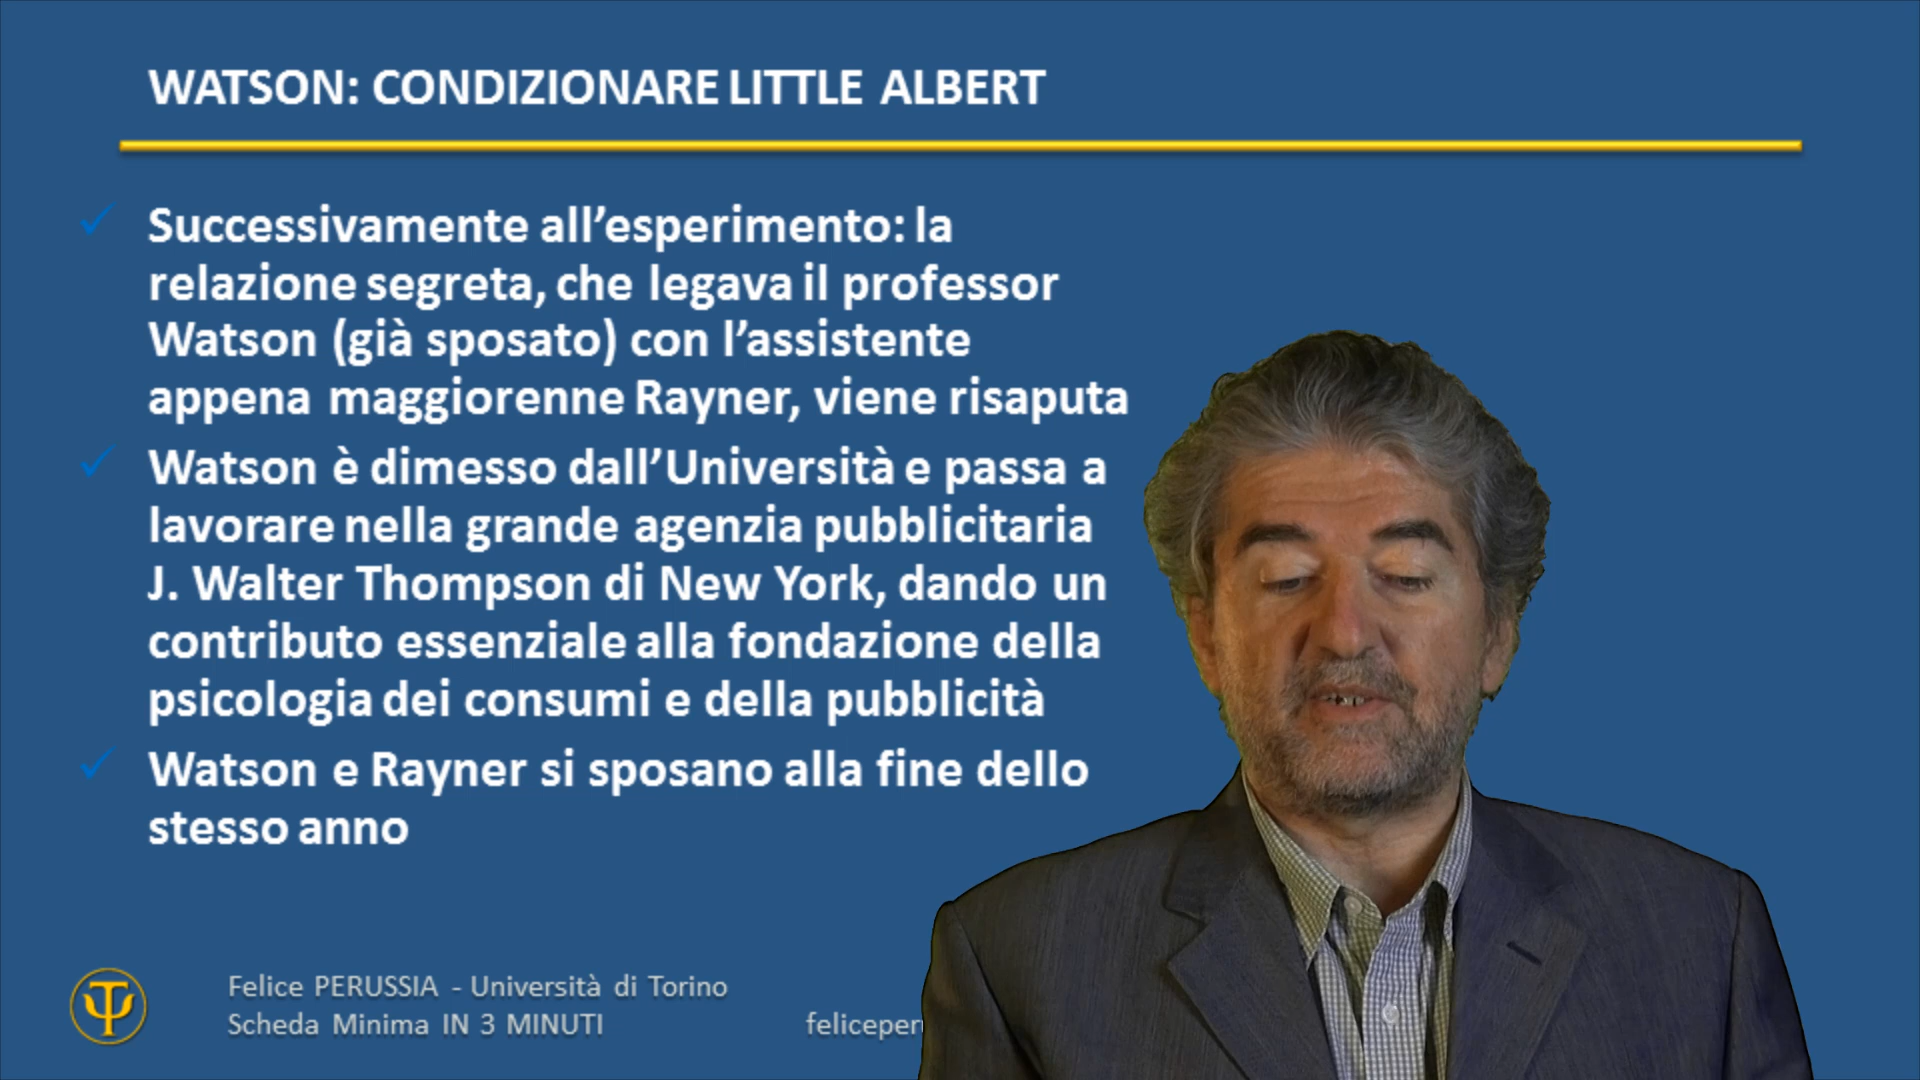 WATSON: CONDIZIONARE LITTLE ALBERT
Successivamente all’esperimento: la
relazione segreta, che legava il professor
Watson (già sposato) con l’assistente
appena maggiorenne Rayner, viene risaputa
Watson è dimesso dall’Università e passa a
lavorare nella grande agenzia pubblicitaria
J. Walter Thompson di New York, dando un
contributo essenziale alla fondazione della
psicologia dei consumi e della pubblicità
Watson e Rayner si sposano alla fine dello
stesso anno
Felice PERUSSIA - Università di Torino
Scheda Minima IN 3 MINUTI